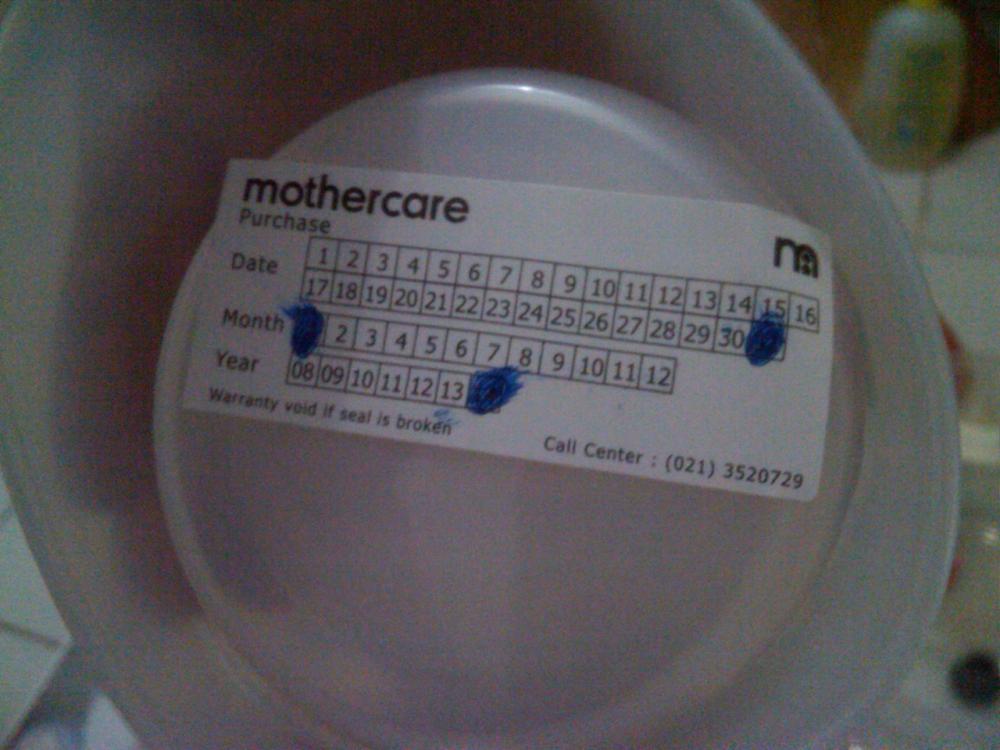 mothercare
Purchase
Date 1 2 3 4 5 6 7 8 9 10 11 12 13 14 15 16
17 18 19 20 21 22 23 24 25 26 27 28 29 30
Month 2 3 4 5 6 7 8 9 10 11 12
Year 08 09 10 11 12 13
Warranty void if seal is broken
Call Center : (021) 3520729
m